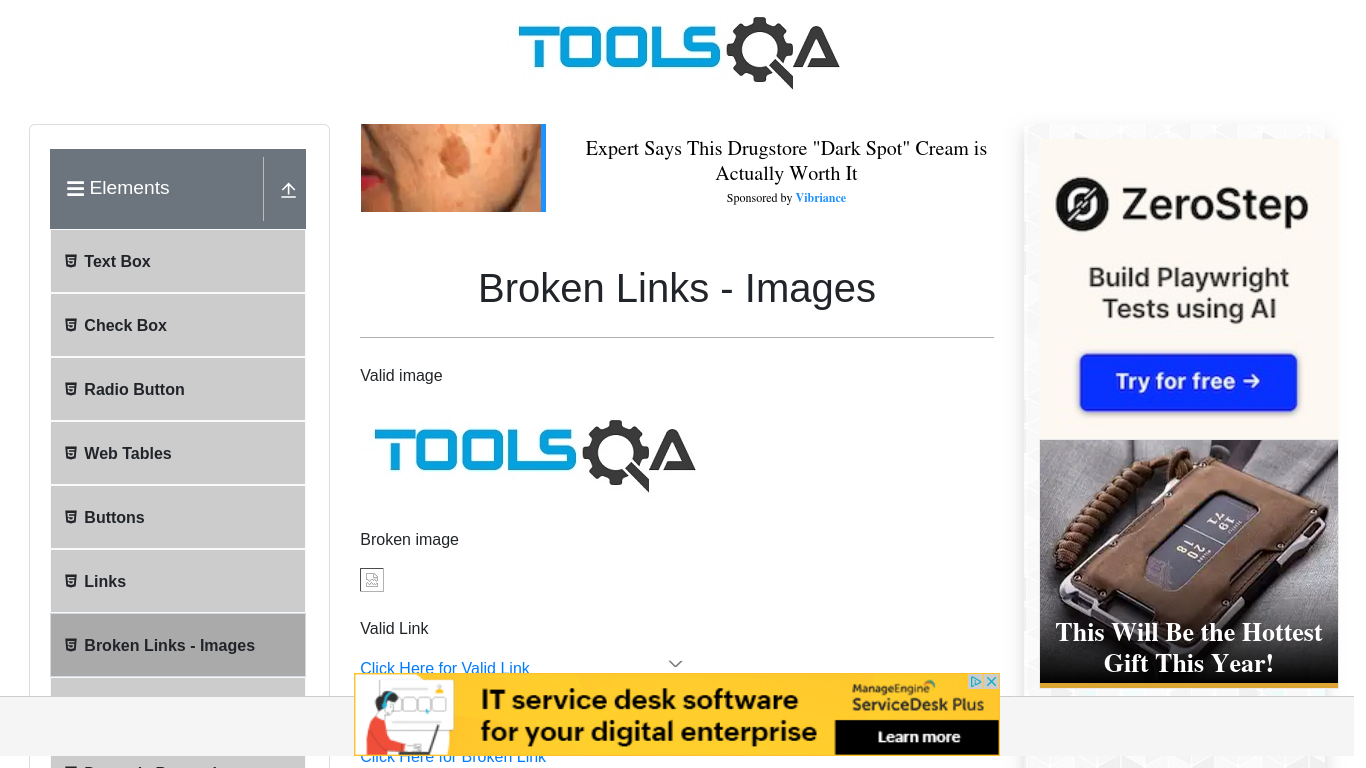 TOOLSQA
Elements
Text Box
Check Box
Radio Button
Web Tables
Buttons
Links
Broken Links - Images
Expert Says This Drugstore "Dark Spot" Cream is
Actually Worth It
Sponsored by Vibriance
Broken Links - Images
Valid image
TOOLSQA
Broken image
Valid Link
Click Here for Valid Link
IT service desk software
for your digital enterprise
ManageEngine
ServiceDesk Plus
Learn more
Click Here for Broken Link
ZeroStep
Build Playwright
Tests using AI
Try for free →
This Will Be the Hottest
Gift This Year!